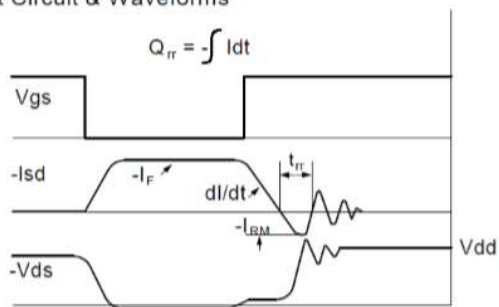 t Circuit & Waveforms
Qrr = -∫ Idt
Vgs
-Isd
-IF
dI/dt
trr
-IRM
-Vds
Vdd